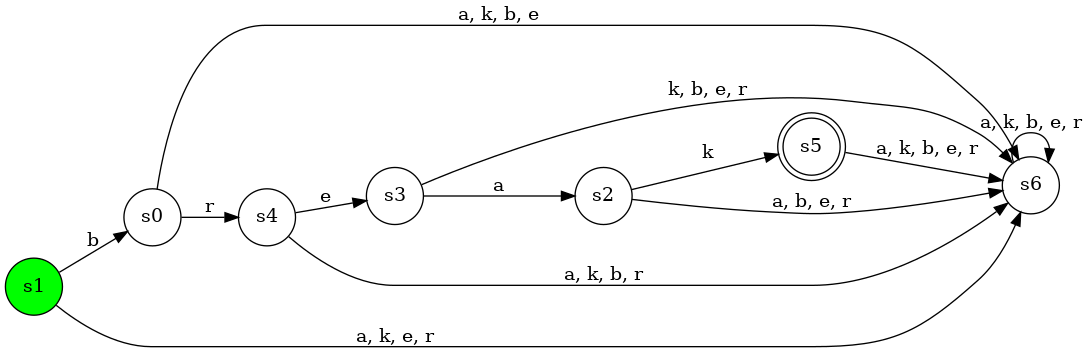 a, k, b, e
k, b, e, r
a, k, b, e, r
s5
a, k, b, e, r
k
s6
s3
a
s2
e
a, b, e, r
s0
r
s4
b
a, k, b, r
s1
a, k, e, r